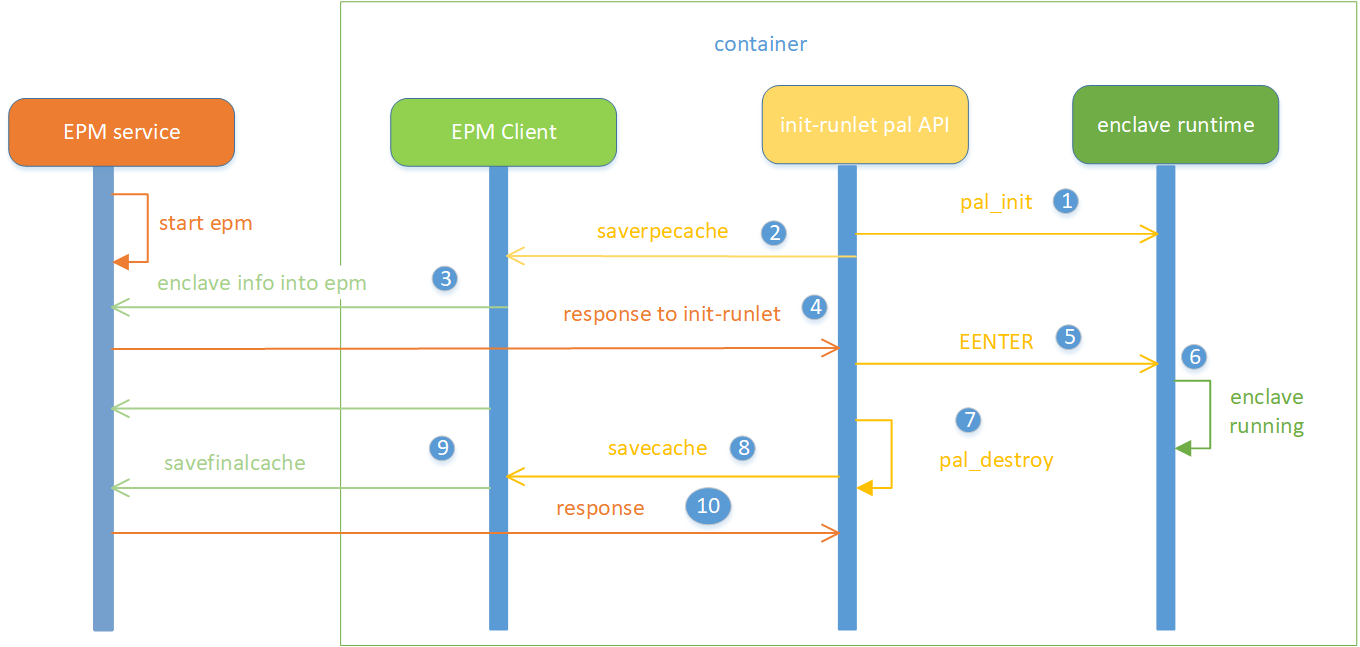 container
EPM service
EPM Client
init-runlet pal API
enclave runtime
pal_init 1
start epm
saverpecache 2
enclave info into epm 3
response to init-runlet 4
EENTER 5
6
enclave
running
7
pal_destroy
savecache 8
9
savefinalcache
response 10